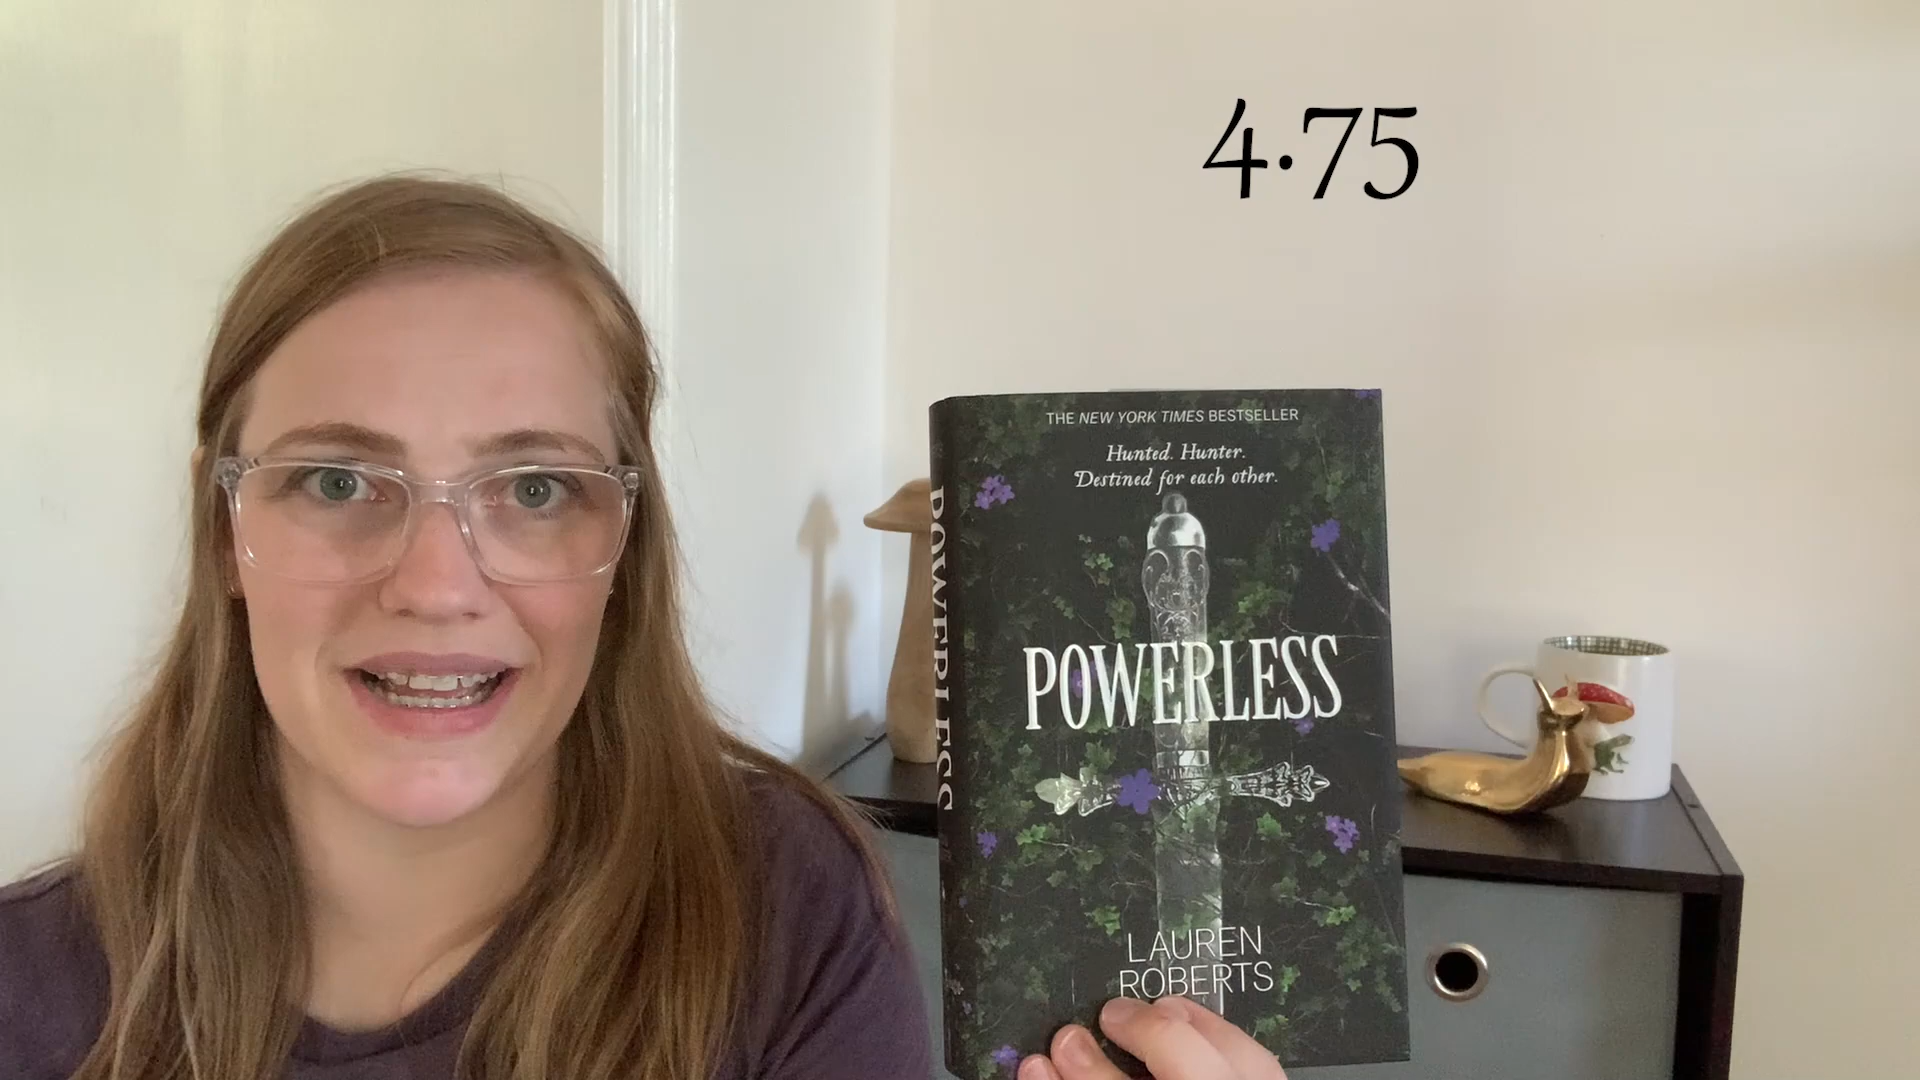 4.75
THE NEW YORK TIMES BESTSELLER
Hunted. Hunter.
Destined for each other.
POWERLESS
POWERLESS
LAUREN
ROBERTS